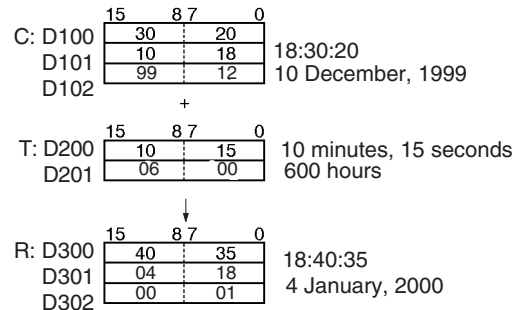 15 8 7 0
C: D100 30 20
D101 10 18 18:30:20
D102 99 12 10 December, 1999
+
15 8 7 0
T: D200 10 15 10 minutes, 15 seconds
D201 06 00 600 hours
15 8 7 0
R: D300 40 35
D301 04 18 18:40:35
D302 00 01 4 January, 2000